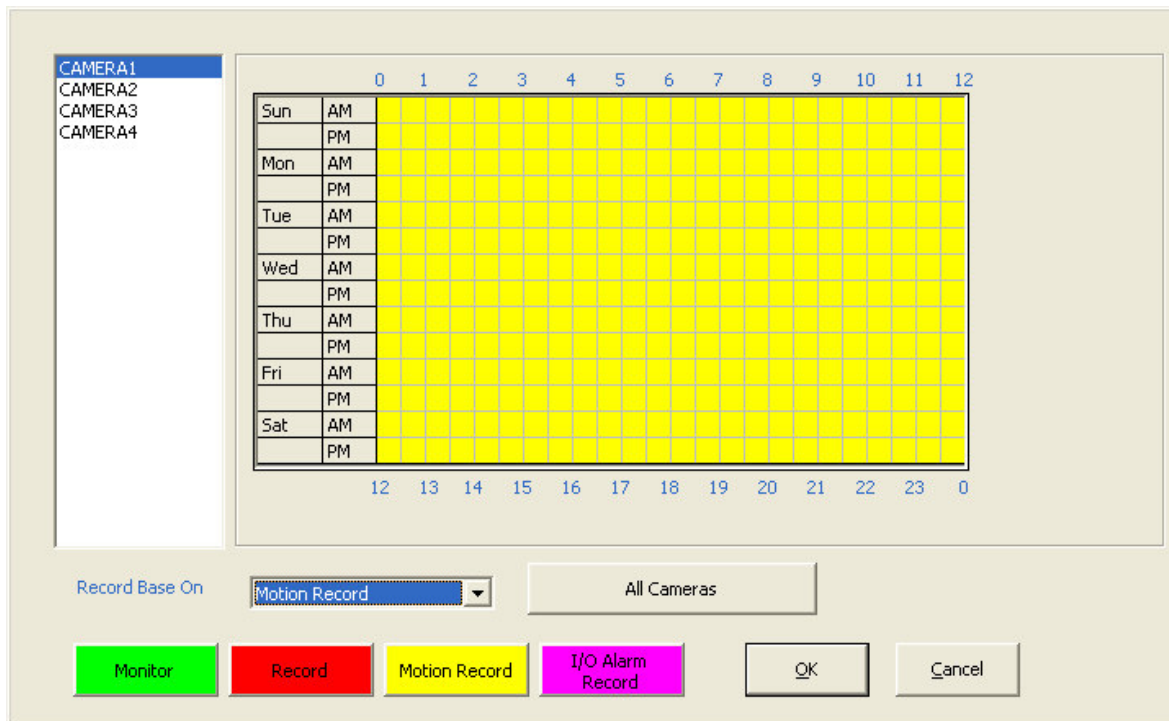 CAMERA1
CAMERA2
CAMERA3
CAMERA4
0 1 2 3 4 5 6 7 8 9 10 11 12
Sun AM
PM
Mon AM
PM
Tue AM
PM
Wed AM
PM
Thu AM
PM
Fri AM
PM
Sat AM
PM
12 13 14 15 16 17 18 19 20 21 22 23 0
Record Base On Motion Record All Cameras
Monitor Record Motion Record I/O Alarm
Record OK Cancel